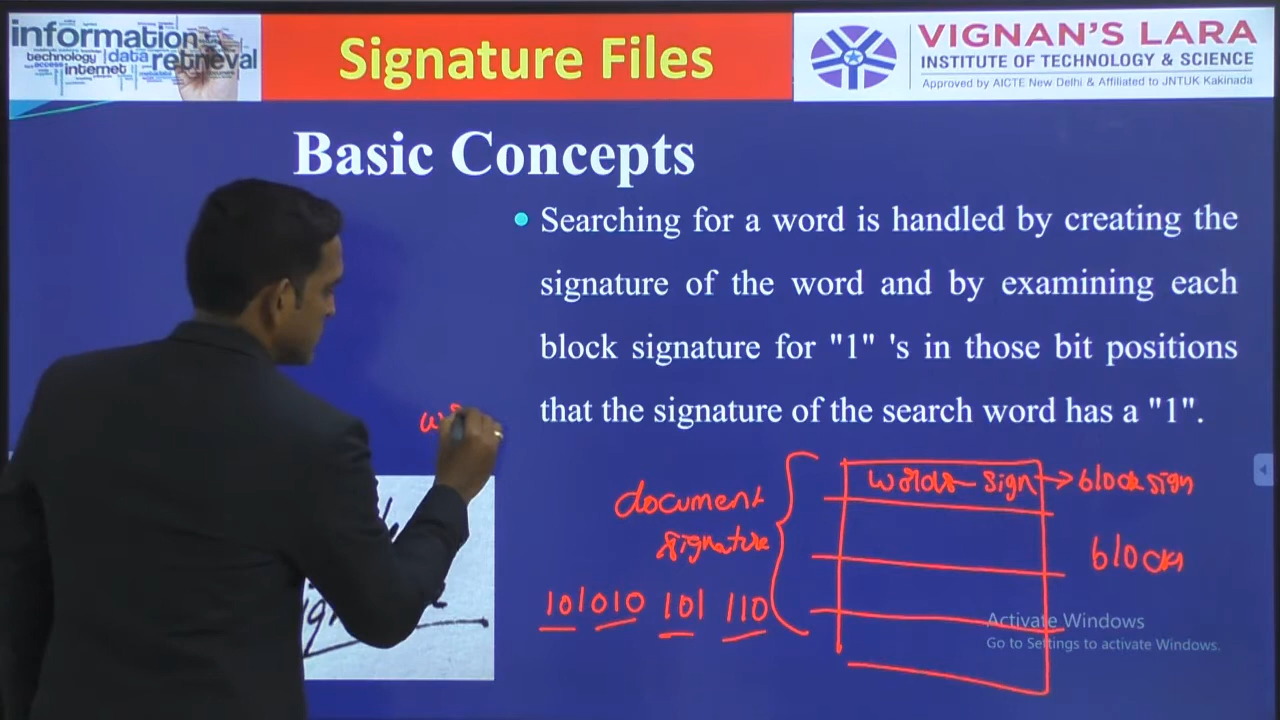 information
technology data retrieval
access internet
Signature Files
VIGNAN'S LARA
INSTITUTE OF TECHNOLOGY & SCIENCE
Approved by AICTE New Delhi & Affiliated to JNTUK Kakinada
Basic Concepts
Searching for a word is handled by creating the
signature of the word and by examining each
block signature for "1" 's in those bit positions
that the signature of the search word has a "1".
document
signature
words sign
block sign
blocks
101010 101 110
Activate Windows
Go to Settings to activate Windows.